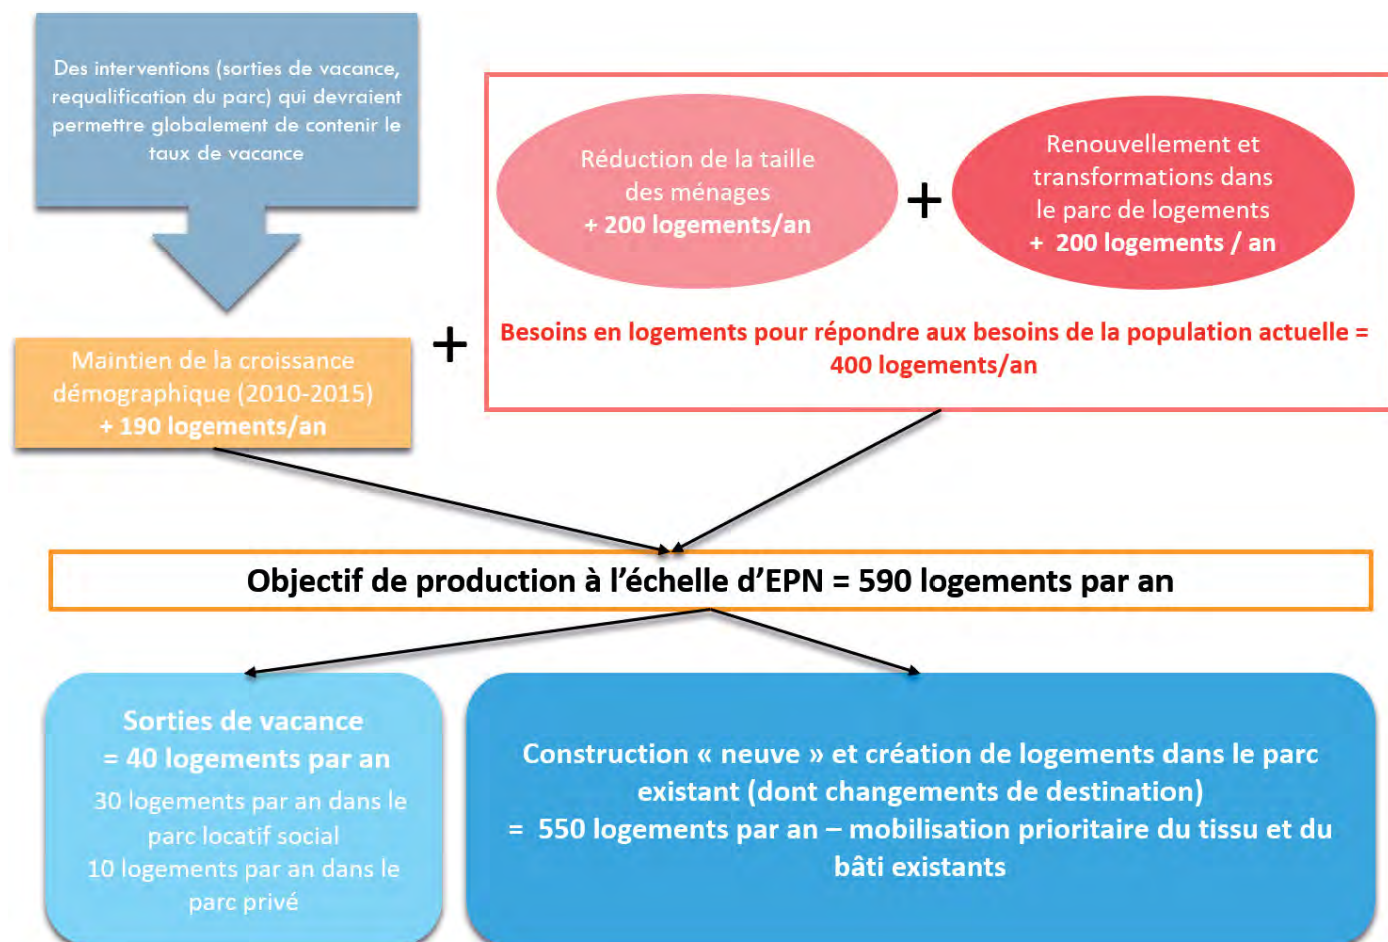 Des interventions (sorties de vacance,
requalification du parc) qui devraient
permettre globalement de contenir le
taux de vacance
Réduction de la taille
des ménages
+ 200 logements/an
+
Renouvellement et
transformations dans
le parc de logements
+ 200 logements / an
Besoins en logements pour répondre aux besoins de la population actuelle =
400 logements/an
+
Maintien de la croissance
démographique (2010-2015)
+ 190 logements/an
Objectif de production à l’échelle d’EPN = 590 logements par an
Sorties de vacance
= 40 logements par an
30 logements par an dans le
parc locatif social
10 logements par an dans le
parc privé
Construction « neuve » et création de logements dans le parc
existant (dont changements de destination)
= 550 logements par an – mobilisation prioritaire du tissu et du
bâti existants